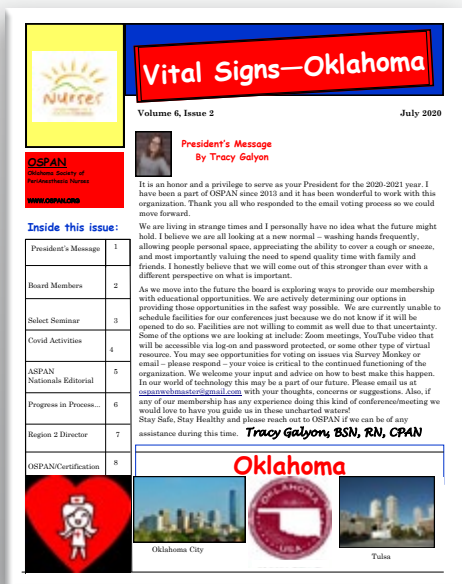 Vital Signs—Oklahoma
Nurses
Volume 6, Issue 2
July 2020
OSPAN
Oklahoma Society of
PeriAnesthesia Nurses
WWW.OSPAN.ORG
President's Message
By Tracy Galyon
It is an honor and a privilege to serve as your President for the 2020-2021 year. I
have been a part of OSPAN since 2013 and it has been wonderful to work with this
organization. Thank you all who responded to the email voting process so we could
move forward.
We are living in strange times and I personally have no idea what the future might
hold. I believe we are all looking at a new normal – washing hands frequently,
allowing people personal space, appreciating the ability to cover a cough or sneeze,
and most importantly valuing the need to spend quality time with family and
friends. I honestly believe that we will come out of this stronger than ever with a
different perspective on what is important.
As we move into the future the board is exploring ways to provide our membership
with educational opportunities. We are actively determining our options in
providing those opportunities in the safest way possible. We are currently unable to
schedule facilities for our conferences just because we do not know if it will be
opened to do so. Facilities are not willing to commit as well due to that uncertainty.
Some of the options we are looking at include; Zoom meetings, YouTube video that
will be accessible via log-on and password protected, or some other type of virtual
resource. You may see opportunities for voting on issues via Survey Monkey or
email – please respond – your voice is critical to the continued functioning of the
organization. We welcome your input and advice on how to best make this happen.
In our world of technology this may be a part of our future. Please email us at
ospanwebmaster@gmail.com with your thoughts, concerns or suggestions. Also, if
any of our membership has any experience doing this kind of conference/meeting we
would love to have you guide us in these uncharted waters!
Stay Safe, Stay Healthy and please reach out to OSPAN if we can be of any
assistance during this time. Tracy Galyon, BSN, RN, CPAN
Inside this issue:
President's Message 1
Board Members 2
Select Seminar 3
Covid Activities 4
ASPAN
Nationals Editorial 5
Progress in Process... 6
Region 2 Director 7
OSPAN/Certification 8
Oklahoma
Oklahoma City
OKLAHOMA
USA
Tulsa